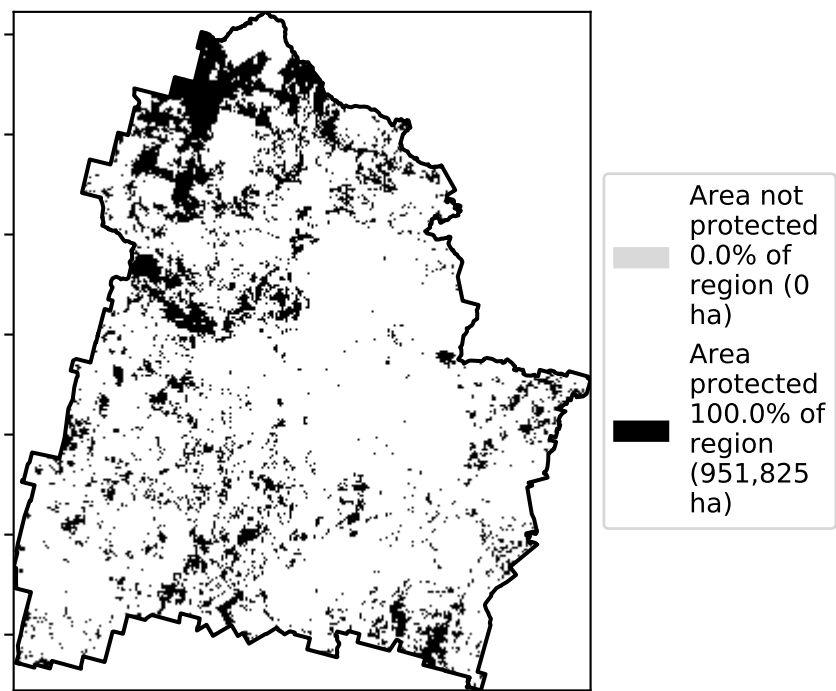 Area not
protected
0.0% of
region (0
ha)
Area
protected
100.0% of
region
(951,825
ha)